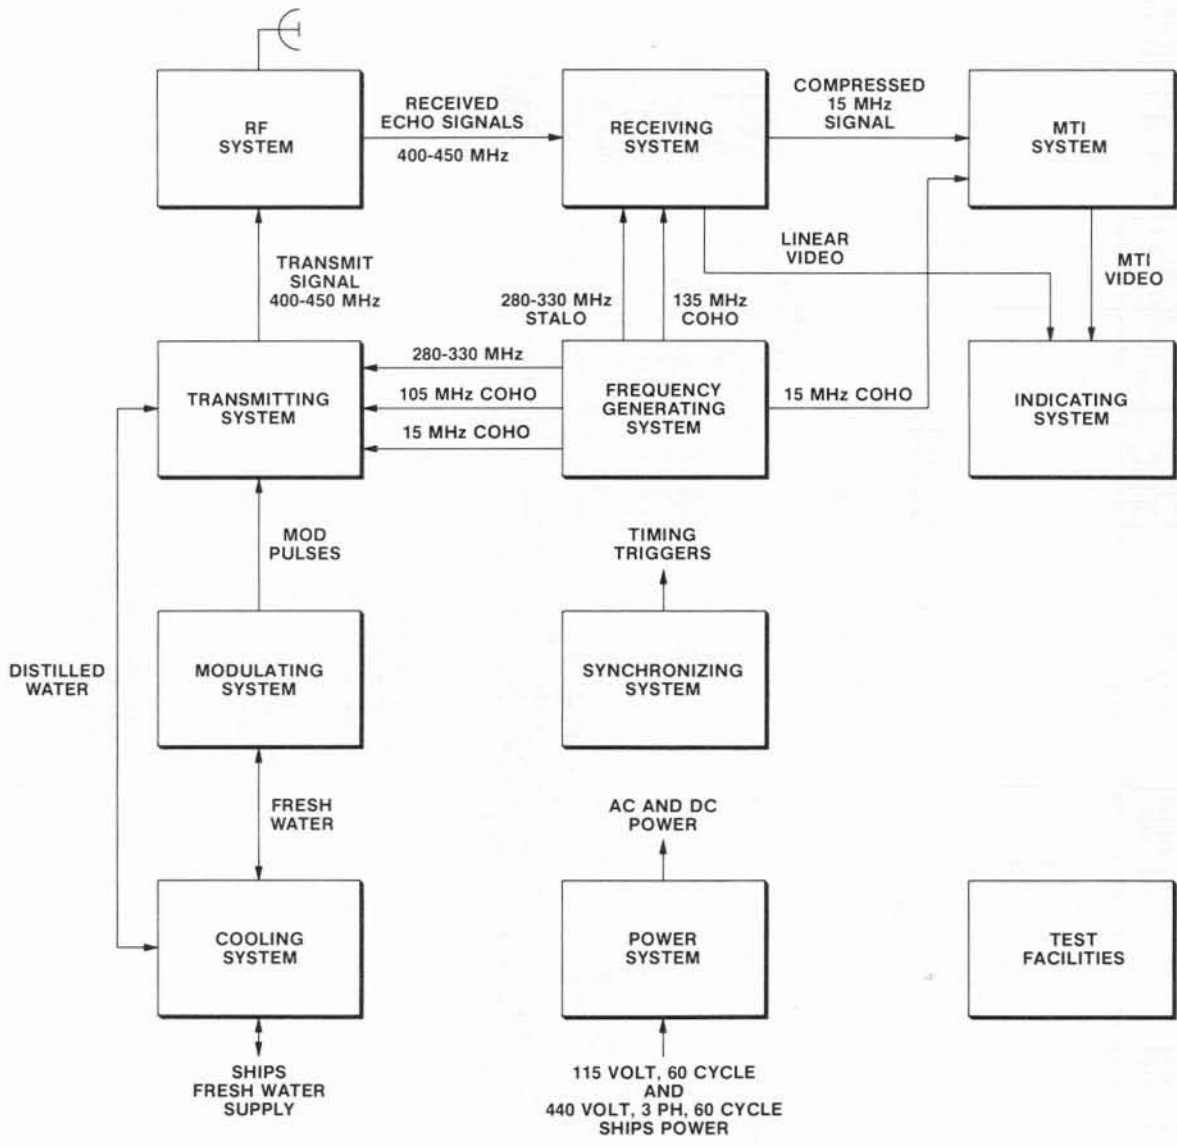 RF
SYSTEM
RECEIVED
ECHO SIGNALS
400-450 MHz
RECEIVING
SYSTEM
COMPRESSED
15 MHz
SIGNAL
MTI
SYSTEM
TRANSMIT
SIGNAL
400-450 MHz
280-330 MHz
STALO
135 MHz
COHO
LINEAR
VIDEO
MTI
VIDEO
TRANSMITTING
SYSTEM
280-330 MHz
105 MHz COHO
15 MHz COHO
FREQUENCY
GENERATING
SYSTEM
15 MHz COHO
INDICATING
SYSTEM
MOD
PULSES
TIMING
TRIGGERS
DISTILLED
WATER
MODULATING
SYSTEM
SYNCHRONIZING
SYSTEM
FRESH
WATER
AC AND DC
POWER
COOLING
SYSTEM
POWER
SYSTEM
TEST
FACILITIES
SHIPS
FRESH WATER
SUPPLY
115 VOLT, 60 CYCLE
AND
440 VOLT, 3 PH, 60 CYCLE
SHIPS POWER